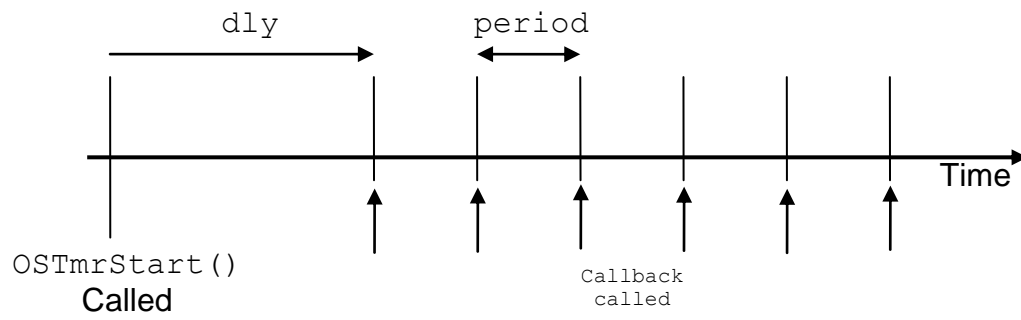 dly
period
Time
OSTmrStart()
Called
Callback
called